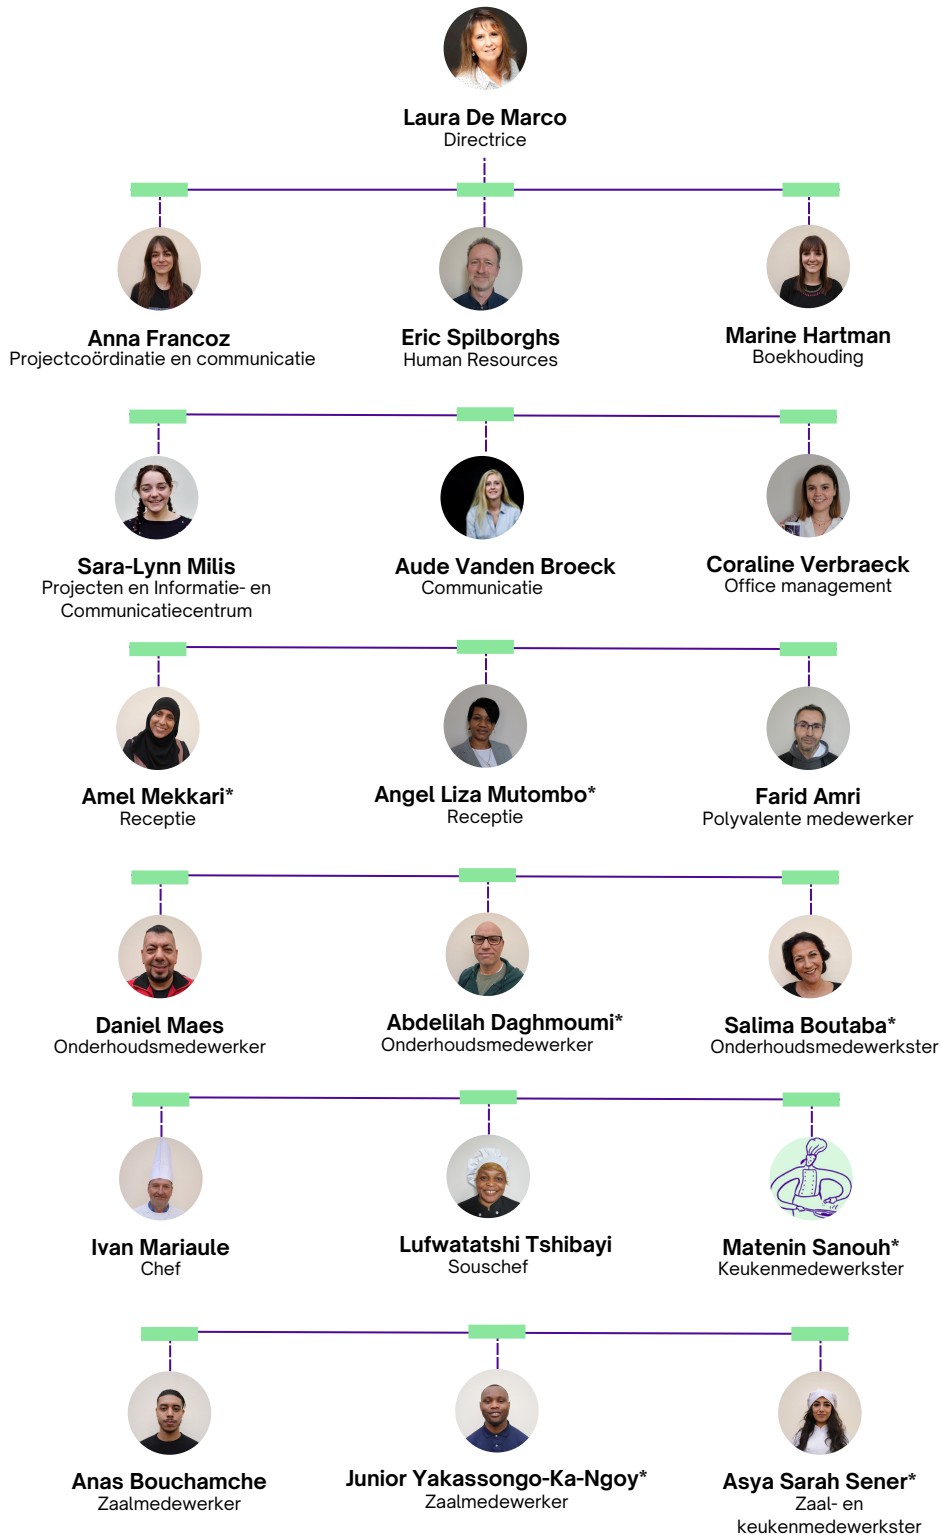 Laura De Marco
Directrice
Anna Francoz
Projectcoördinatie en communicatie
Eric Spilborghs
Human Resources
Marine Hartman
Boekhouding
Sara-Lynn Milis
Projecten en Informatie- en
Communicatiecentrum
Aude Vanden Broeck
Communicatie
Coraline Verbraeck
Office management
Amel Mekkari*
Receptie
Angel Liza Mutombo*
Receptie
Farid Amri
Polyvalente medewerker
Daniel Maes
Onderhoudsmedewerker
Abdelilah Daghmoumi*
Onderhoudsmedewerker
Salima Boutaba*
Onderhoudsmedewerkster
Ivan Mariaule
Chef
Lufwatatshi Tshibayi
Souschef
Matenin Sanouh*
Keukenmedewerkster
Anas Bouchamche
Zaalmedewerker
Junior Yakassongo-Ka-Ngoy*
Zaalmedewerker
Asya Sarah Sener*
Zaal- en
keukenmedewerkster